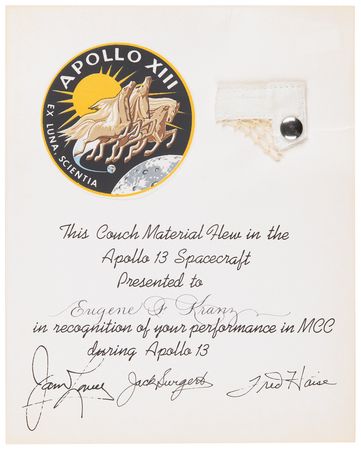 APOLLO XIII
EX LUNA, SCIENTIA
This Couch Material Flew in the
Apollo 13 Spacecraft
Presented to
Eugene F Kranz
in recognition of your performance in MCC
during Apollo 13
James Lovell
Jack Swigert
Fred Haise